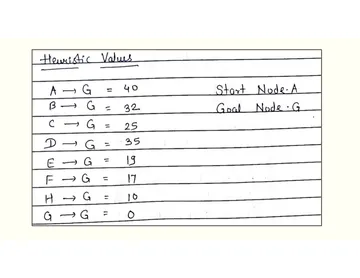 Heuristic Values
A → G = 40 Start Node·A
B → G = 32 Goal Node·G
C → G = 25
D → G = 35
E → G = 19
F → G = 17
H → G = 10
G → G = 0